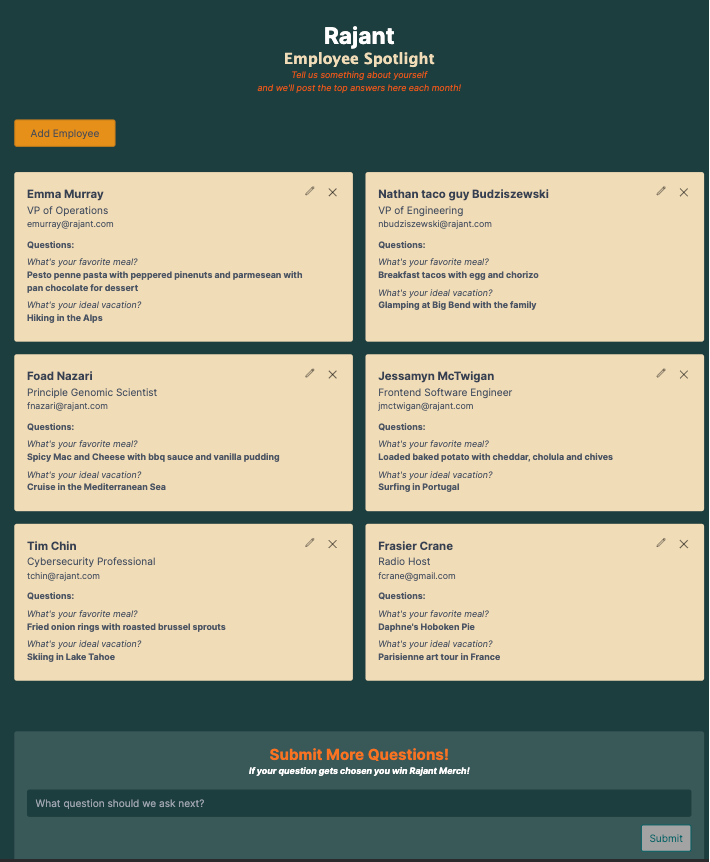 Rajant
Employee Spotlight
Tell us something about yourself
and we'll post the top answers here each month!
Add Employee
Emma Murray
VP of Operations
emurray@rajant.com
Questions:
What's your favorite meal?
Pesto penne pasta with peppered pinenuts and parmesean with
pan chocolate for dessert
What's your ideal vacation?
Hiking in the Alps
Nathan taco guy Budziszewski
VP of Engineering
nbudziszewski@rajant.com
Questions:
What's your favorite meal?
Breakfast tacos with egg and chorizo
What's your ideal vacation?
Glamping at Big Bend with the family
Foad Nazari
Principle Genomic Scientist
fnazari@rajant.com
Questions:
What's your favorite meal?
Spicy Mac and Cheese with bbq sauce and vanilla pudding
What's your ideal vacation?
Cruise in the Mediterranean Sea
Jessamyn McTwigan
Frontend Software Engineer
jmctwigan@rajant.com
Questions:
What's your favorite meal?
Loaded baked potato with cheddar, cholula and chives
What's your ideal vacation?
Surfing in Portugal
Tim Chin
Cybersecurity Professional
tchin@rajant.com
Questions:
What's your favorite meal?
Fried onion rings with roasted brussel sprouts
What's your ideal vacation?
Skiing in Lake Tahoe
Frasier Crane
Radio Host
fcrane@gmail.com
Questions:
What's your favorite meal?
Daphne's Hoboken Pie
What's your ideal vacation?
Parisienne art tour in France
Submit More Questions!
If your question gets chosen you win Rajant Merch!
What question should we ask next?
Submit